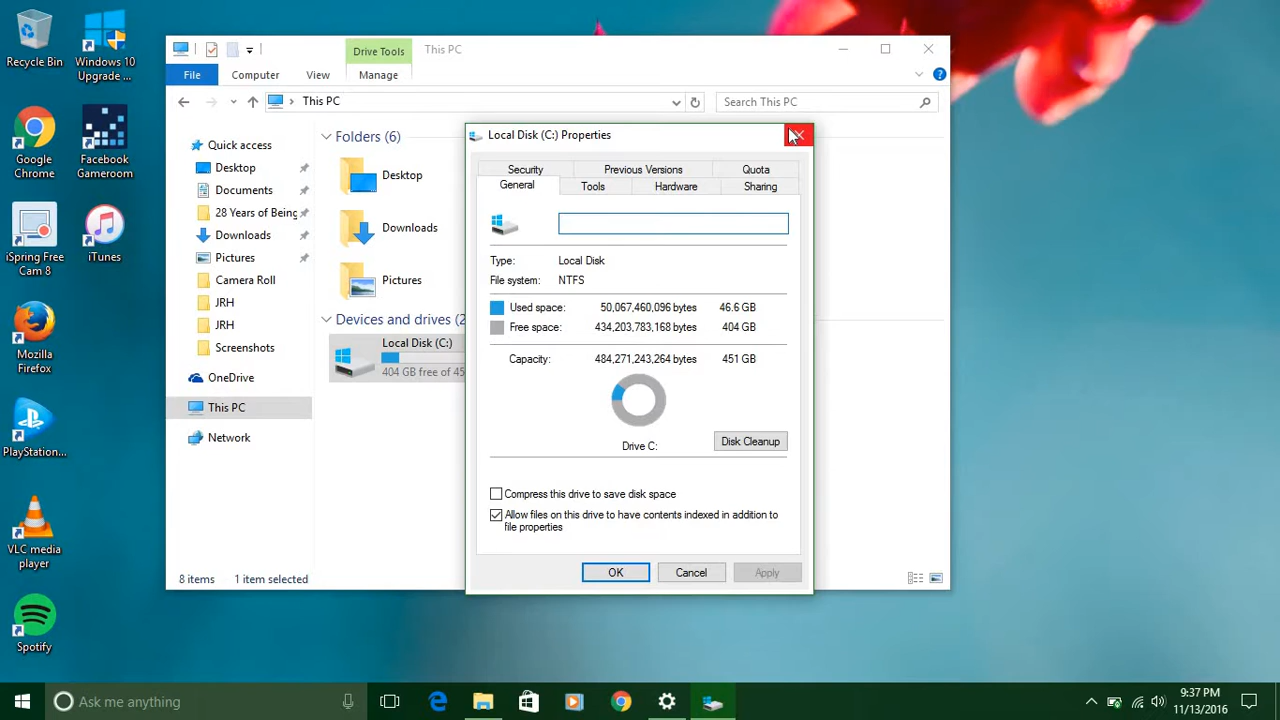 Recycle Bin
Windows 10
Upgrade ...
Google
Chrome
Facebook
Gameroom
iSpring Free
Cam 8
iTunes
Mozilla
Firefox
PlayStation...
VLC media
player
Spotify
Drive Tools
This PC
File
Computer
View
Manage
This PC
Search This PC
Quick access
Desktop
Documents
28 Years of Being
Downloads
Pictures
Camera Roll
JRH
JRH
Screenshots
OneDrive
This PC
Network
Folders (6)
Desktop
Downloads
Pictures
Devices and drives (2
Local Disk (C:)
404 GB free of 45
8 items
1 item selected
Local Disk (C:) Properties
Security
Previous Versions
Quota
General
Tools
Hardware
Sharing
Type: Local Disk
File system: NTFS
Used space: 50,067,460,096 bytes 46.6 GB
Free space: 434,203,783,168 bytes 404 GB
Capacity: 484,271,243,264 bytes 451 GB
Drive C:
Disk Cleanup
Compress this drive to save disk space
Allow files on this drive to have contents indexed in addition to
file properties
OK
Cancel
Apply
Ask me anything
9:37 PM
11/13/2016